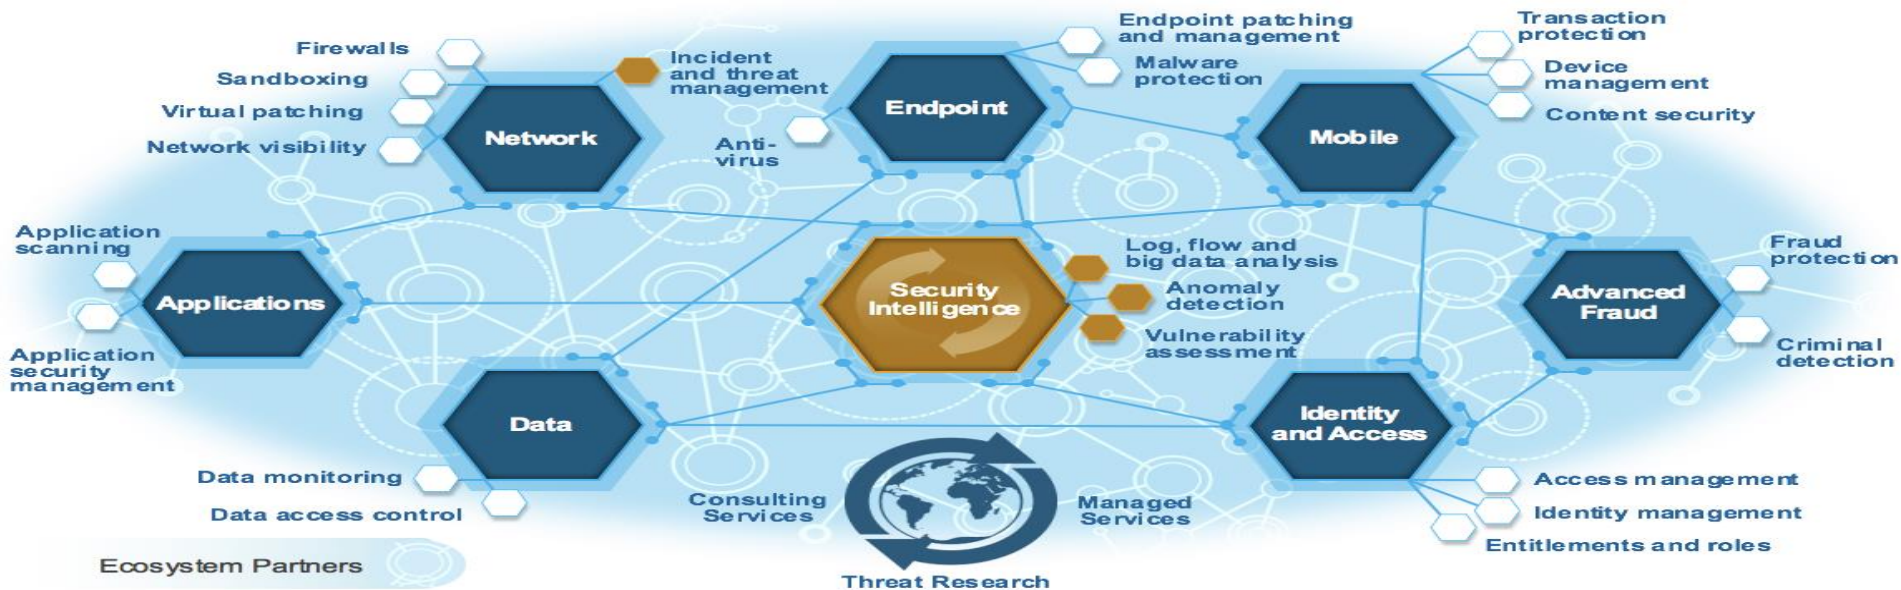 Firewalls
Sandboxing
Virtual patching
Network visibility
Network
Incident
and threat
management
Endpoint patching
and management
Malware
protection
Anti-
virus
Endpoint
Transaction
protection
Device
management
Content security
Mobile
Application
scanning
Applications
Application
security
management
Security
Intelligence
Log, flow and
big data analysis
Anomaly
detection
Vulnerability
assessment
Advanced
Fraud
Fraud
protection
Criminal
detection
Data
Data monitoring
Data access control
Identity
and Access
Access management
Identity management
Entitlements and roles
Consulting
Services
Managed
Services
Threat Research
Ecosystem Partners